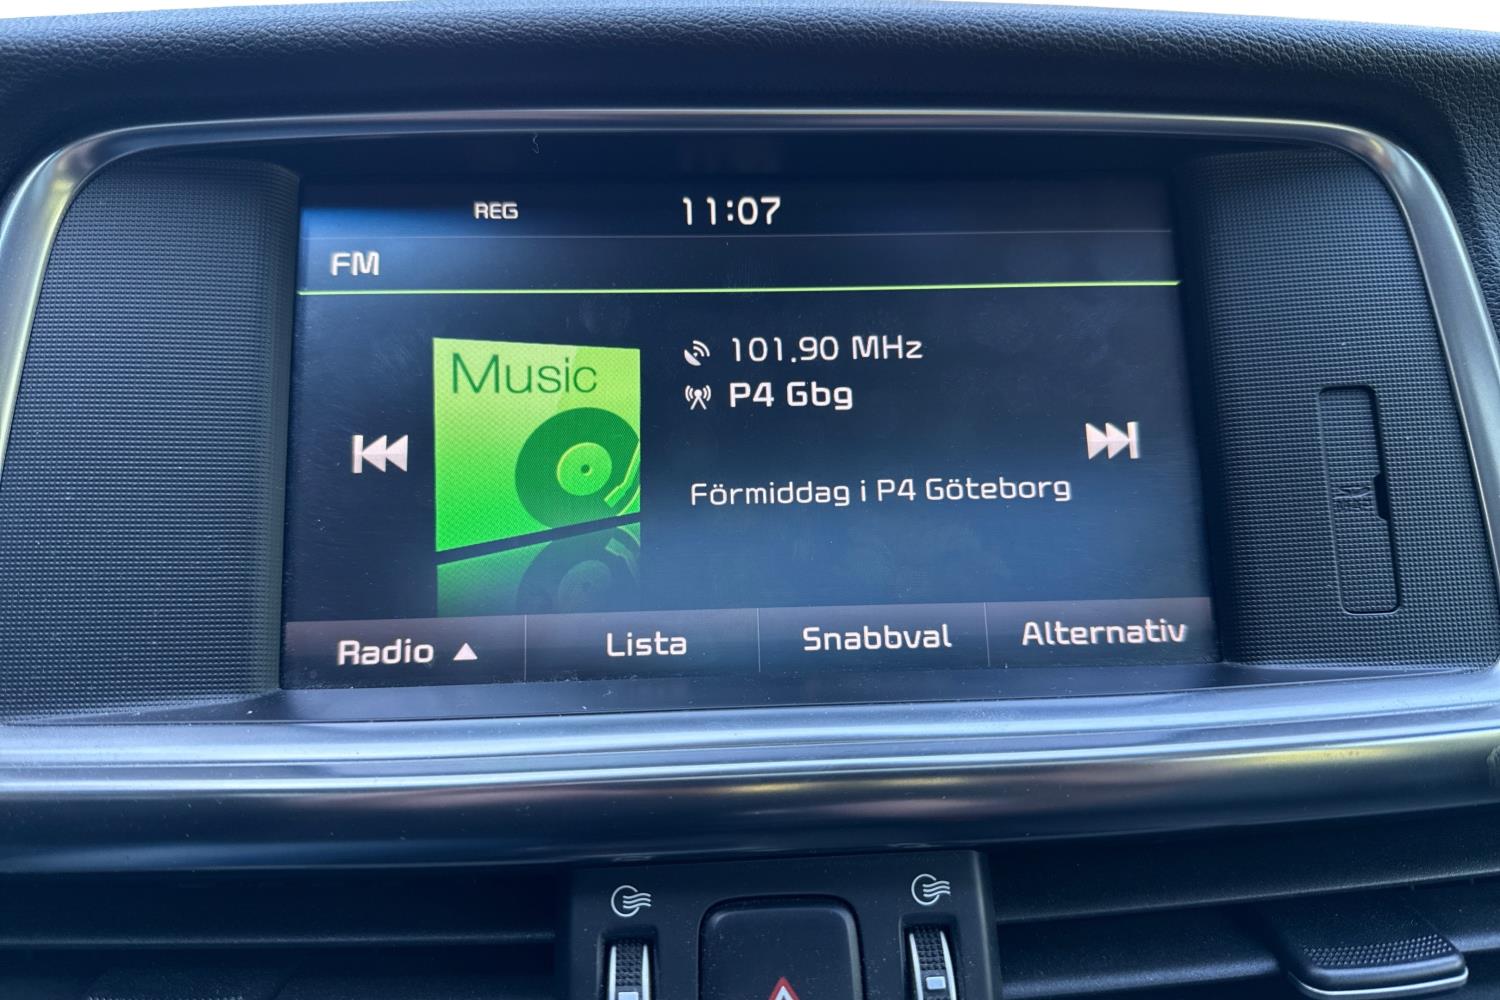 REG
11:07
FM
Music
101.90 MHz
P4 Gbg
Förmiddag i P4 Göteborg
Radio ▲
Lista
Snabbval
Alternativ